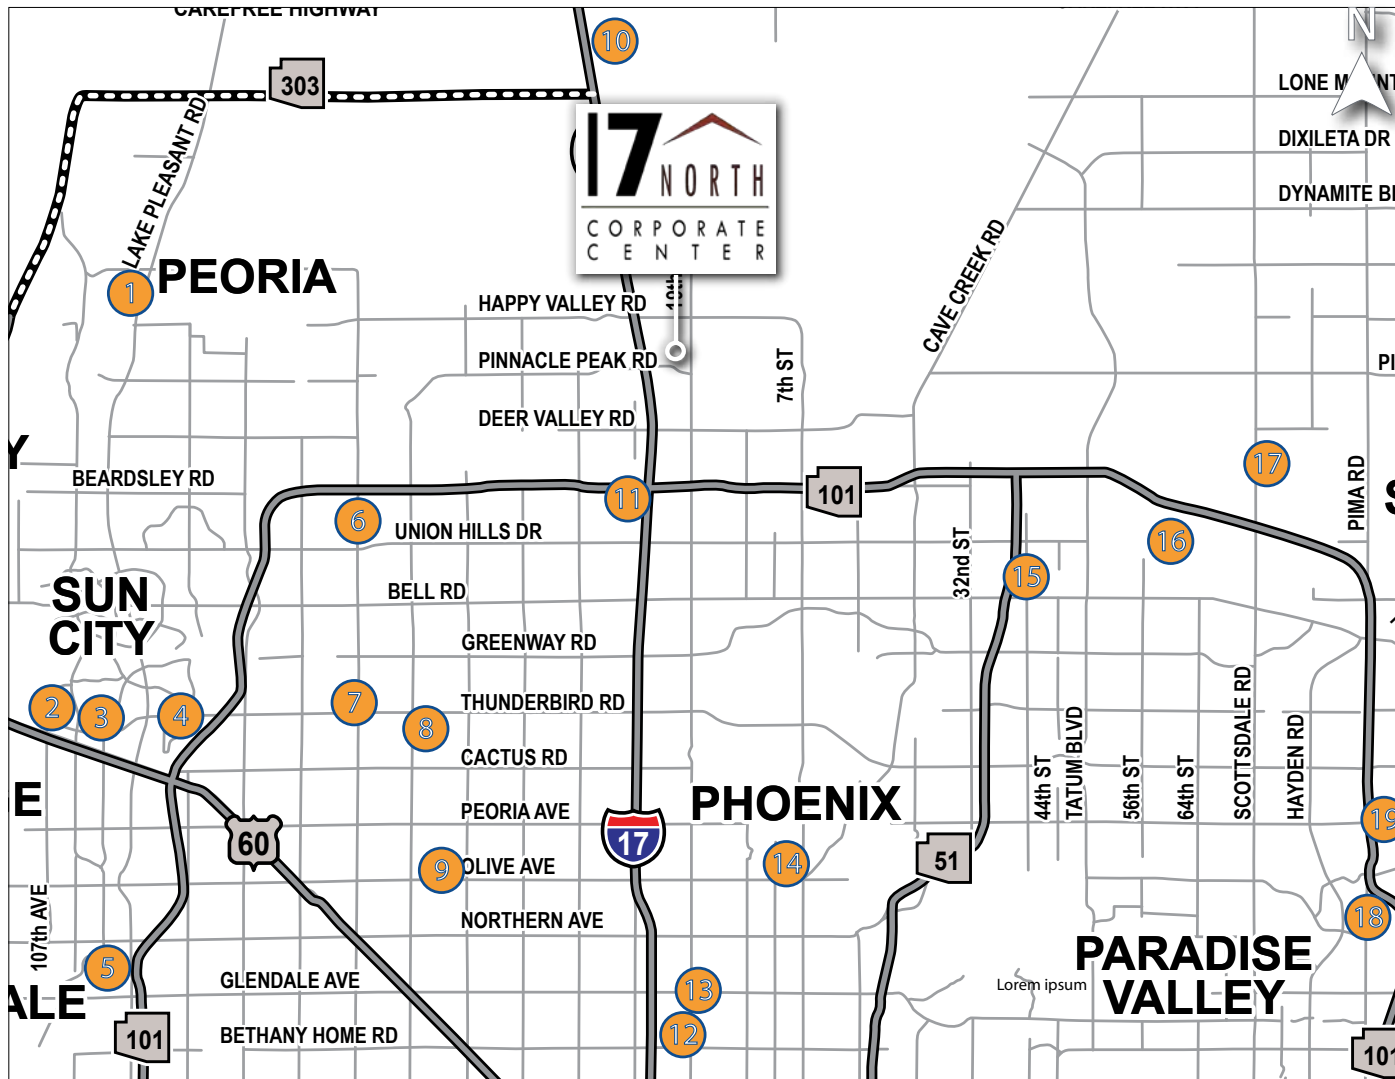 CAREFREE HIGHWAY
N
10
303
LONE M
DIXILETA DR
DYNAMITE
LAKE PLEASANT RD
17 NORTH
CORPORATE
CENTER
1
PEORIA
CAVE CREEK RD
HAPPY VALLEY RD
PINNACLE PEAK RD
7th ST
DEER VALLEY RD
BEARDSLEY RD
17
PIMA RD
101
11
6
UNION HILLS DR
16
32nd ST
15
SUN
CITY
BELL RD
GREENWAY RD
2
3
4
7
8
THUNDERBIRD RD
CACTUS RD
44th ST
TATUM BLVD
56th ST
64th ST
SCOTTSDALE RD
HAYDEN RD
E
PEORIA AVE
PHOENIX
19
60
17
14
51
9
OLIVE AVE
NORTHERN AVE
18
107th AVE
5
PARADISE
VALLEY
GLENDALE AVE
Lorem ipsum
13
ALE
12
101
BETHANY HOME RD
101